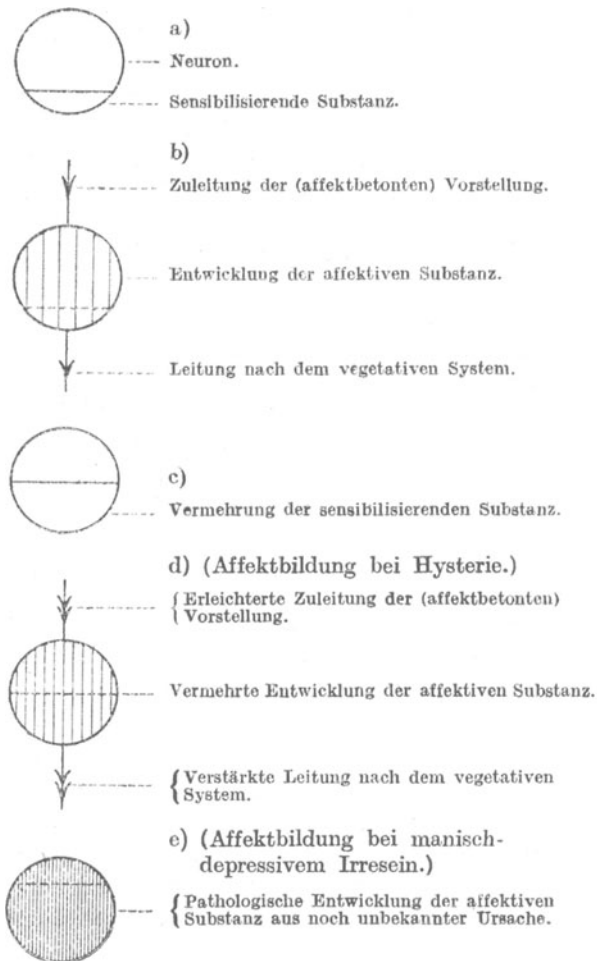 a)
Neuron.
Sensibilisierende Substanz.
b)
Zuleitung der (affektbetonten) Vorstellung.
Entwicklung der affektiven Substanz.
Leitung nach dem vegetativen System.
c)
Vermehrung der sensibilisierenden Substanz.
d) (Affektbildung bei Hysterie.)
Erleichterte Zuleitung der (affektbetonten)
Vorstellung.
Vermehrte Entwicklung der affektiven Substanz.
Verstärkte Leitung nach dem vegetativen
System.
e) (Affektbildung bei manisch-
depressivem Irresein.)
Pathologische Entwicklung der affektiven
Substanz aus noch unbekannter Ursache.